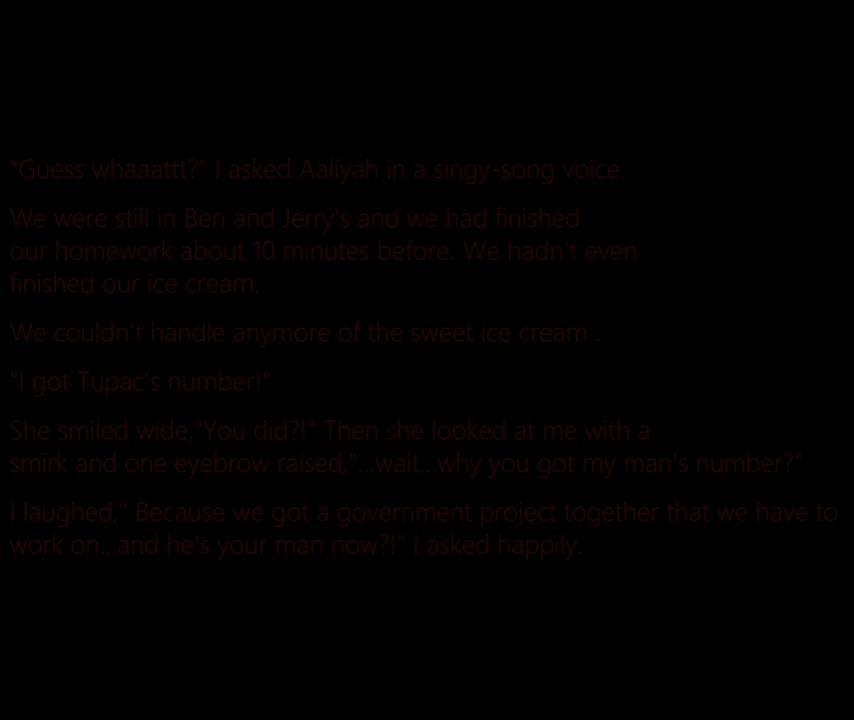 "Guess whaaattt?" I asked Aaliyah in a singy-song voice.
We were still in Ben and Jerry's and we had finished
our homework about 10 minutes before. We hadn't even
finished our ice cream.
We couldn't handle anymore of the sweet ice cream .
"I got Tupac's number!"
She smiled wide,"You did?!" Then she looked at me with a
smirk and one eyebrow raised,"...wait...why you got my man's number?"
I laughed," Because we got a government project together that we have to
work on...and he's your man now?!" I asked happily.